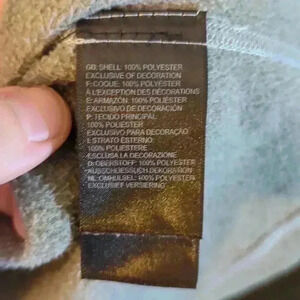 GB: SHELL: 100% POLYESTER
EXCLUSIVE OF DECORATION
F: COQUE: 100% POLYESTER
À L'EXCEPTION DES DÉCORATIONS
E: ARMAZÓN: 100% POLIÉSTER
EXCLUSIVO DE DECORACIÓN
P: TECIDO PRINCIPAL:
100% POLIÉSTER
EXCLUSIVO PARA DECORAÇÃO
I: STRATO ESTERNO:
100% POLIESTERE
ESCLUSA LA DECORAZIONE
D: OBERSTOFF: 100% POLYESTER
AUSSCHLIESSLICH DEKORATION
NL: OMHULSEL: 100% POLYESTER
EXCLUSIEF VERSIERING